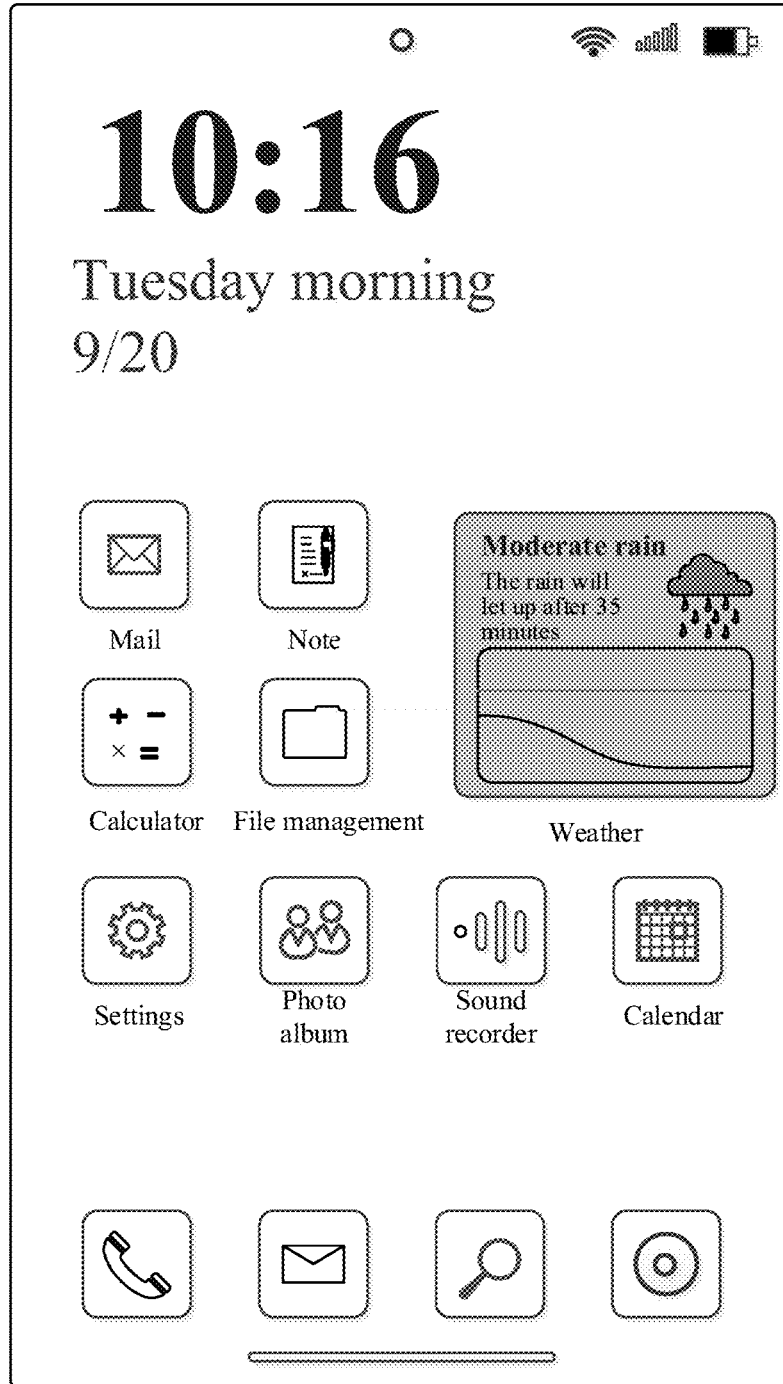 10:16
Tuesday morning
9/20
Moderate rain
The rain will
let up after 35
minutes
Mail
Note
Calculator
File management
Weather
Settings
Photo
album
Sound
recorder
Calendar